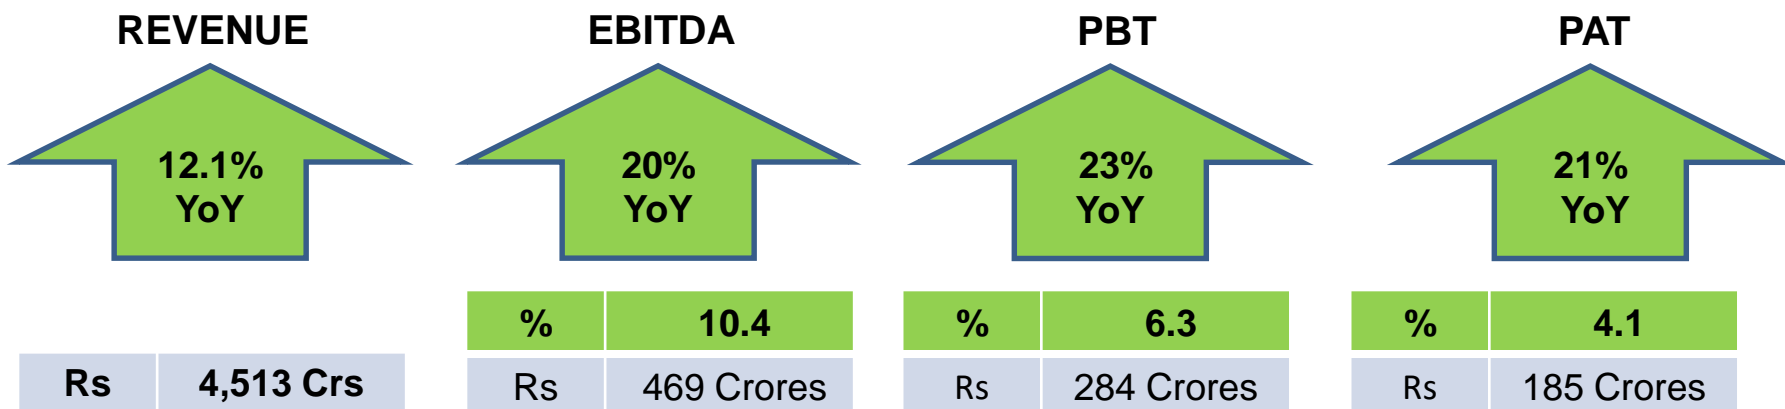 REVENUE
12.1%
YoY
Rs 4,513 Crs
EBITDA
20%
YoY
% 10.4
Rs 469 Crores
PBT
23%
YoY
% 6.3
Rs 284 Crores
PAT
21%
YoY
% 4.1
Rs 185 Crores